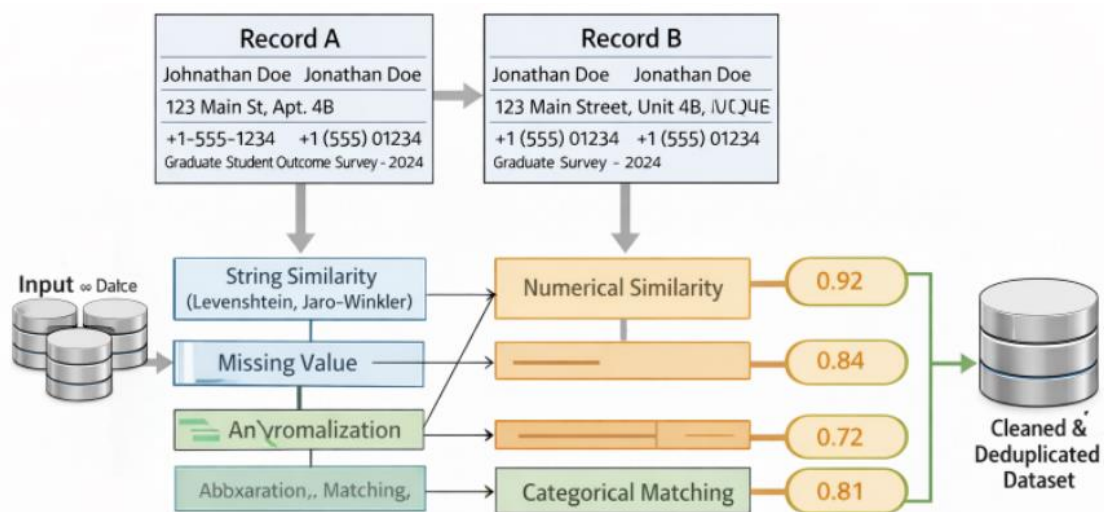 Record A
Johnathan Doe Jonathan Doe
123 Main St, Apt. 4B
+1-555-1234 +1 (555) 01234
Graduate Student Outcome Survey - 2024
Record B
Jonathan Doe Jonathan Doe
123 Main Street, Unit 4B,
+1 (555) 01234 +1 (555) 01234
Graduate Survey - 2024
Input
String Similarity
(Levenshtein, Jaro-Winkler)
Missing Value
Matching,
Numerical Similarity
Categorical Matching
0.92
0.84
0.72
0.81
Cleaned &
Deduplicated
Dataset